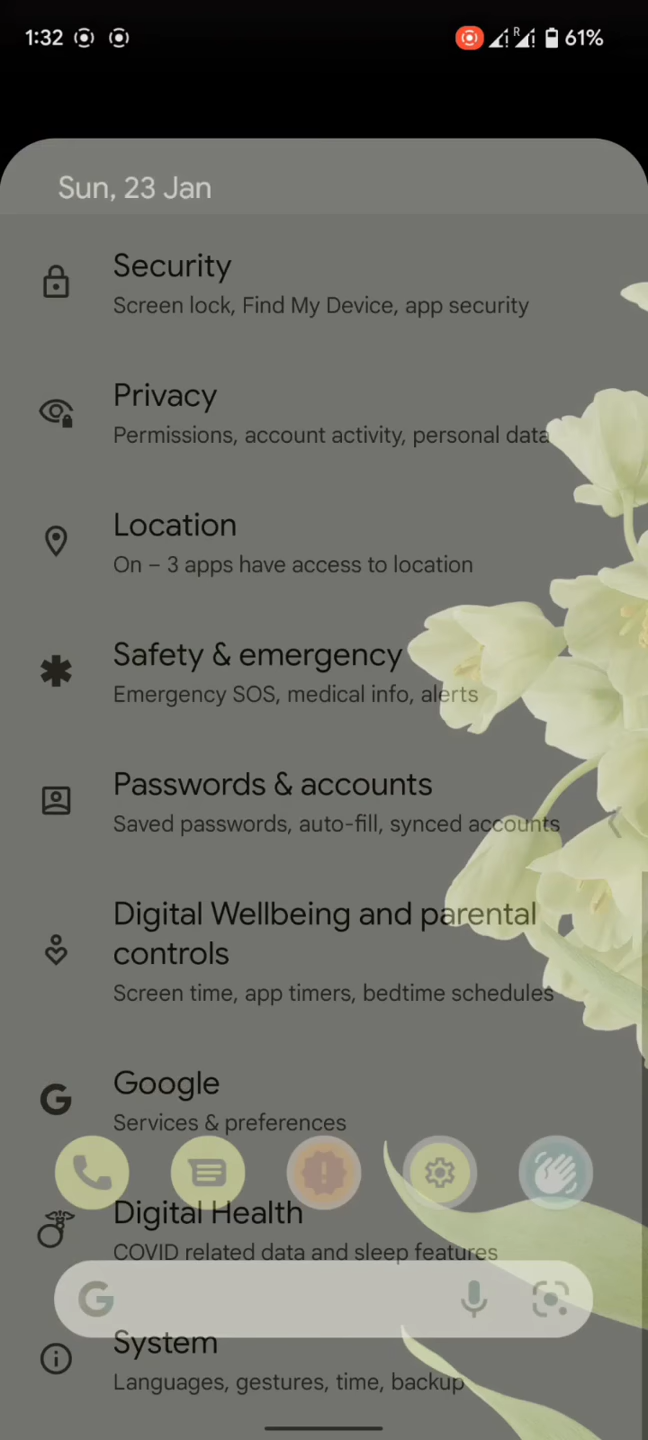 1:32
R
61%
Sun, 23 Jan
Security
Screen lock, Find My Device, app security
Privacy
Permissions, account activity, personal data
Location
On – 3 apps have access to location
Safety & emergency
Emergency SOS, medical info, alerts
Passwords & accounts
Saved passwords, auto-fill, synced accounts
Digital Wellbeing and parental
controls
Screen time, app timers, bedtime schedules
Google
Services & preferences
Digital Health
COVID related data and sleep features
System
Languages, gestures, time, backup